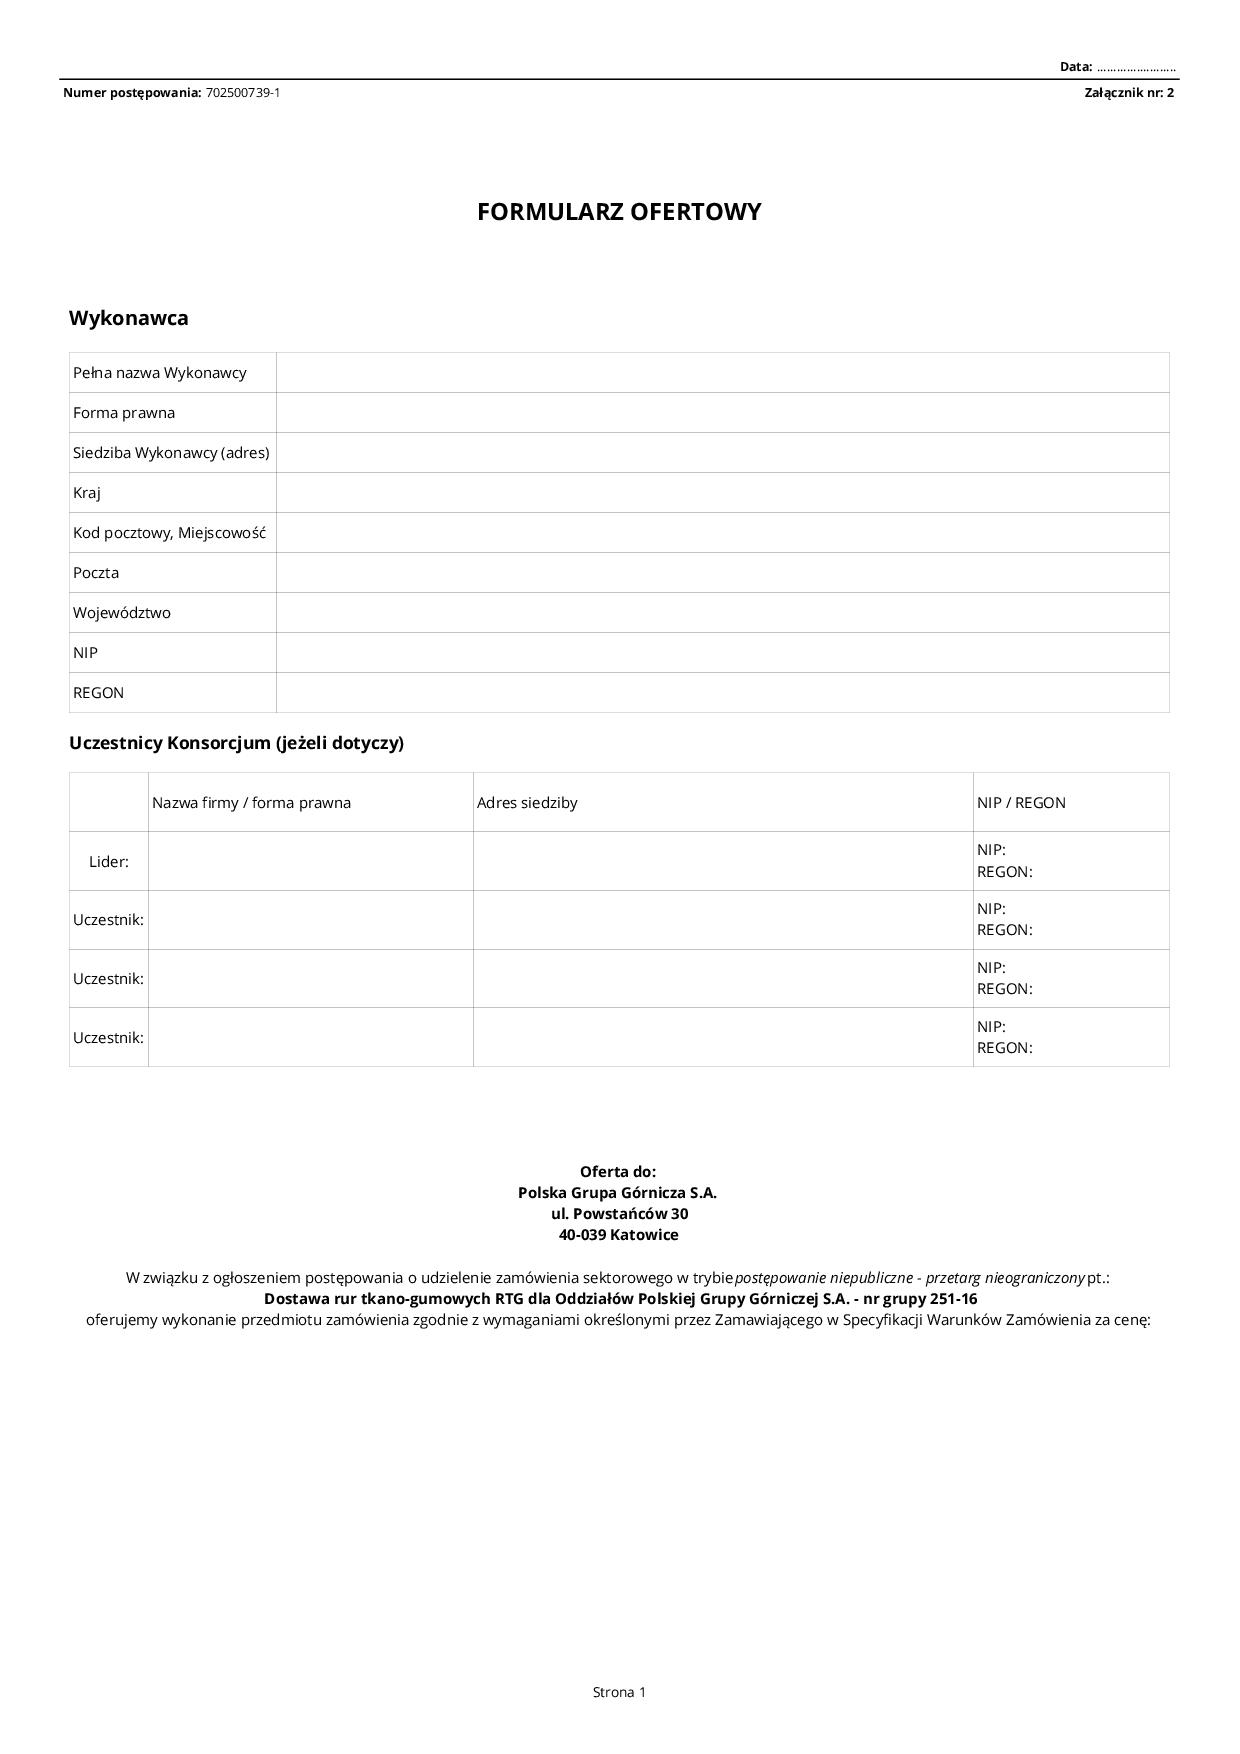 Data: ........................
Numer postępowania: 702500739-1 Załącznik nr: 2
FORMULARZ OFERTOWY
Wykonawca
Pełna nazwa Wykonawcy
Forma prawna
Siedziba Wykonawcy (adres)
Kraj
Kod pocztowy, Miejscowość
Poczta
Województwo
NIP
REGON
Uczestnicy Konsorcjum (jeżeli dotyczy)
Nazwa firmy / forma prawna Adres siedziby NIP / REGON
Lider: NIP:
REGON:
Uczestnik: NIP:
REGON:
Uczestnik: NIP:
REGON:
Uczestnik: NIP:
REGON:
Oferta do:
Polska Grupa Górnicza S.A.
ul. Powstańców 30
40-039 Katowice
W związku z ogłoszeniem postępowania o udzielenie zamówienia sektorowego w trybie postępowanie niepubliczne - przetarg nieograniczony pt.:
Dostawa rur tkano-gumowych RTG dla Oddziałów Polskiej Grupy Górniczej S.A. - nr grupy 251-16
oferujemy wykonanie przedmiotu zamówienia zgodnie z wymaganiami określonymi przez Zamawiającego w Specyfikacji Warunków Zamówienia za cenę:
Strona 1